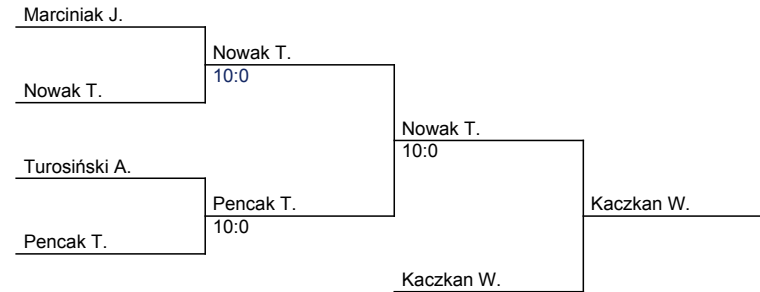 Marciniak J.
Nowak T.
10:0
Nowak T.
Nowak T.
10:0
Turosiński A.
Pencak T.
10:0
Kaczkan W.
Pencak T.
Kaczkan W.